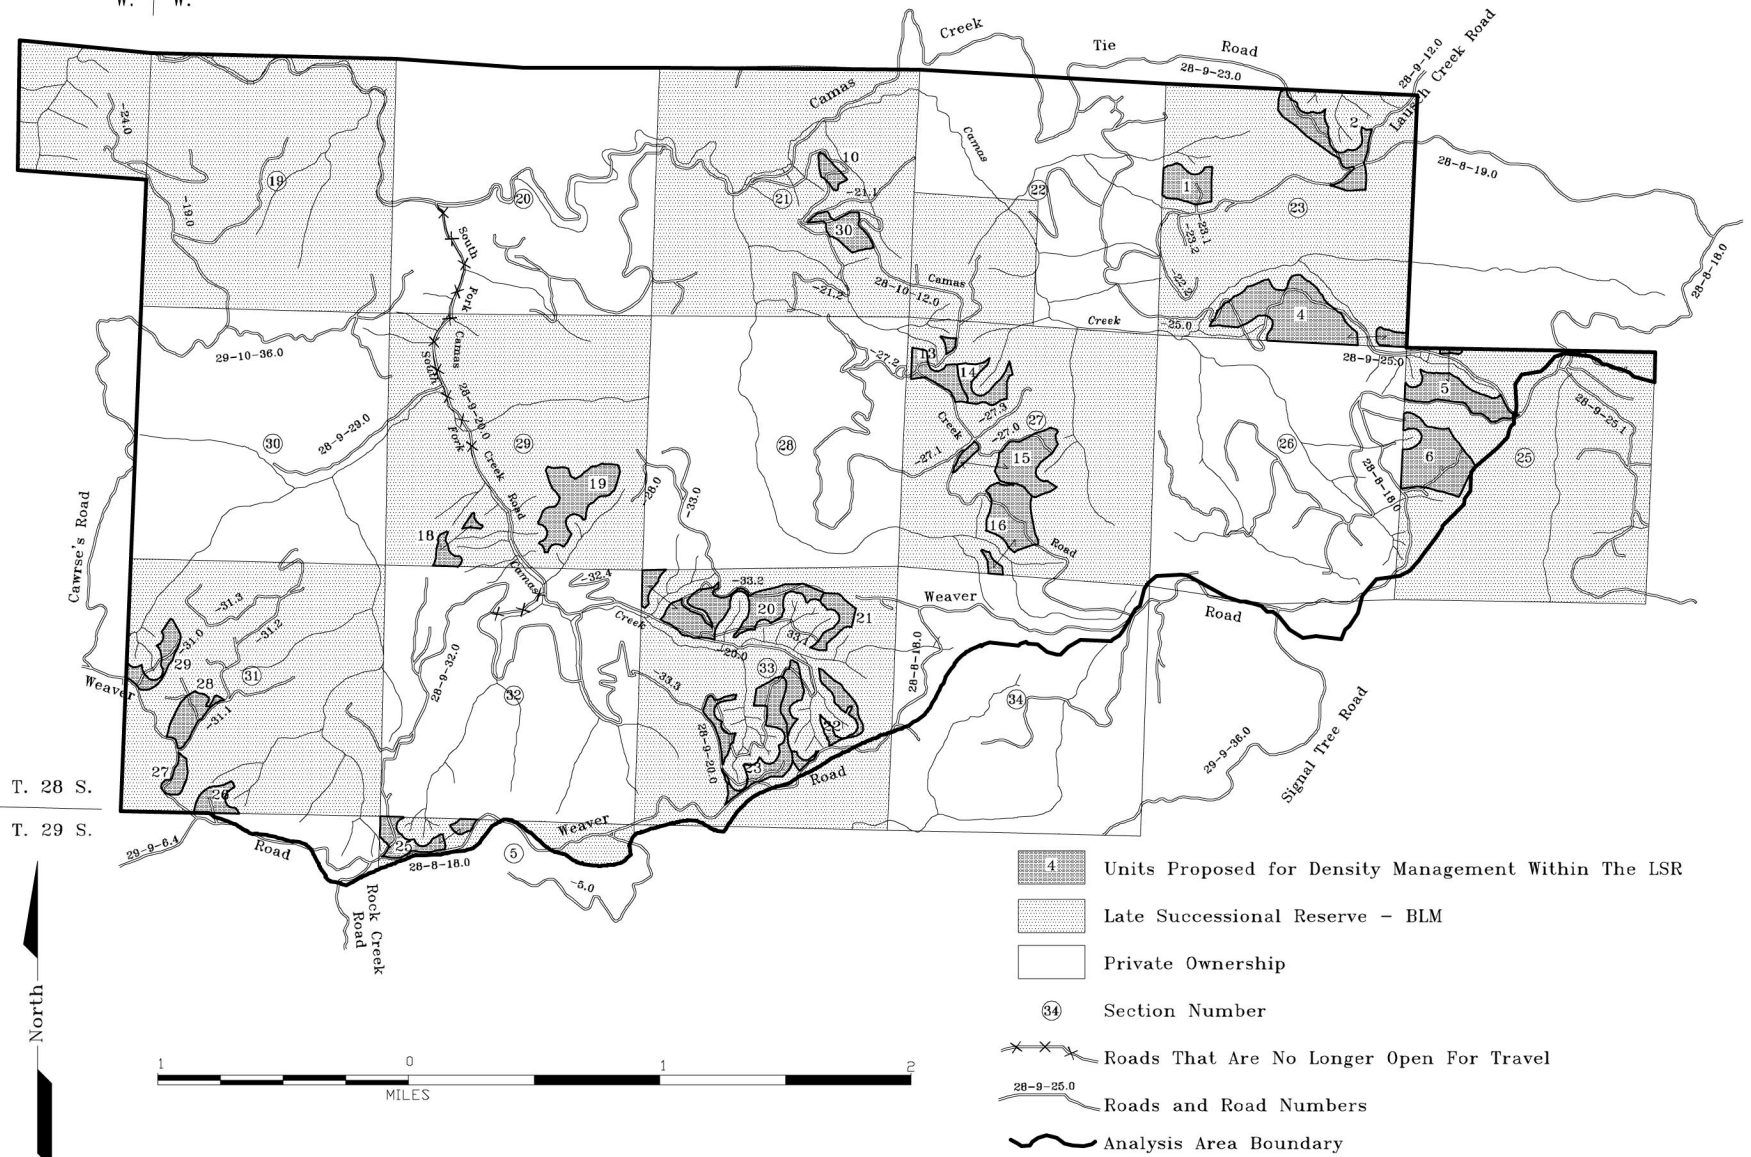 W. W.
Creek
Tie Road
28-9-23.0
28-9-12.0
Lausch Creek Road
Camas
Camas
2
-24.0
10
28-8-19.0
19
20
21
-21.1
22
1
23
-19.0
30
-23.1
-23.2
South
Fork
Camas
-21.2
28-10-12.0
Camas
-22.2
28-8-18.0
4
Creek
-25.0
South
29-10-36.0
13
14
-27.2
28-9-25.0
5
28-9-20.0
28-9-29.0
Fork
Creek
-27.3
-27.0
27
28-9-25.1
30
29
28
-27.1
15
26
6
25
Creek
Road
19
-28.0
-33.0
28-8-18.0
16
Cawrse's Road
18
Road
Camas
-32.4
-33.2
20
21
Weaver
Road
-31.3
-31.2
Creek
33.1
-20.0
-31.0
29
28-9-32.0
28-8-18.0
31
Weaver
28
-31.1
32
-33.3
33
34
22
28-9-20.0
29-9-36.0
Signal Tree Road
27
23
Road
T. 28 S.
26
T. 29 S.
Weaver
29-9-6.4
Road
25
28-8-18.0
5
-5.0
Rock Creek
Road
North
4 Units Proposed for Density Management Within The LSR
Late Successional Reserve - BLM
Private Ownership
34 Section Number
Roads That Are No Longer Open For Travel
28-9-25.0
Roads and Road Numbers
Analysis Area Boundary
1 0 1 2
MILES